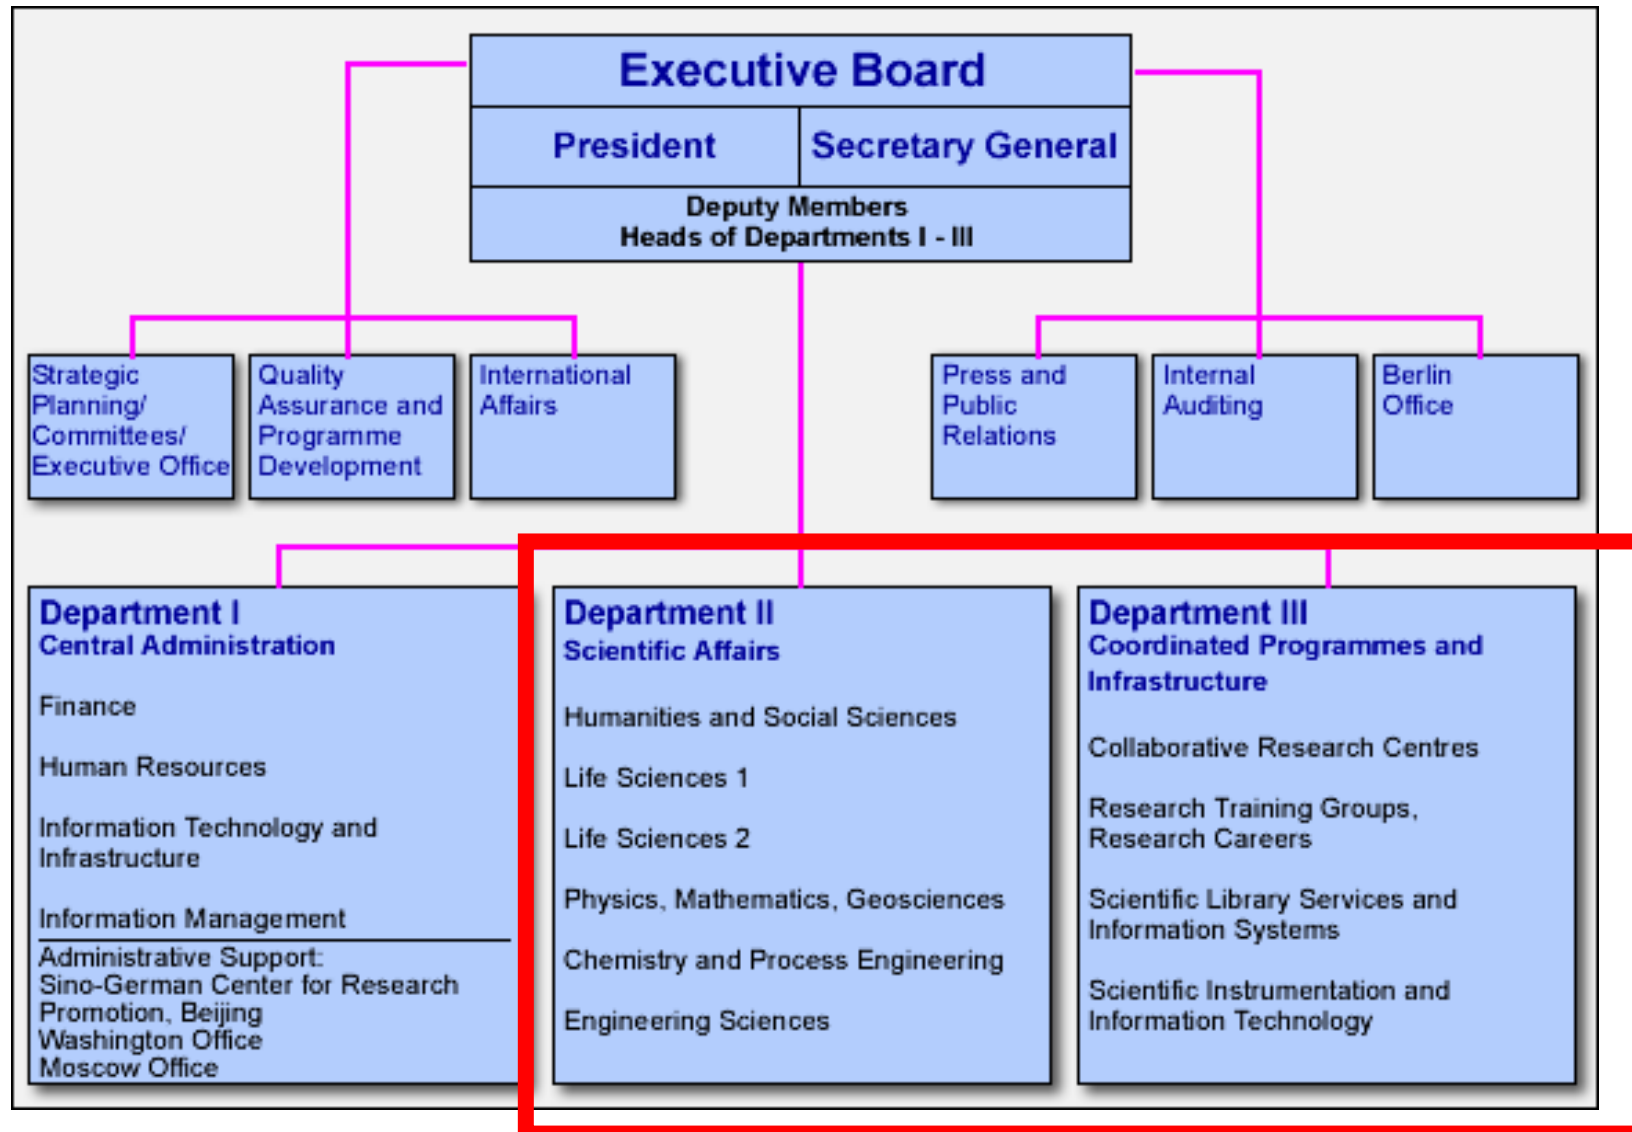 Executive Board
President
Secretary General
Deputy Members
Heads of Departments I - III
Strategic
Planning/
Committees/
Executive Office
Quality
Assurance and
Programme
Development
International
Affairs
Press and
Public
Relations
Internal
Auditing
Berlin
Office
Department I
Central Administration
Finance
Human Resources
Information Technology and
Infrastructure
Information Management
Administrative Support:
Sino-German Center for Research
Promotion, Beijing
Washington Office
Moscow Office
Department II
Scientific Affairs
Humanities and Social Sciences
Life Sciences 1
Life Sciences 2
Physics, Mathematics, Geosciences
Chemistry and Process Engineering
Engineering Sciences
Department III
Coordinated Programmes and
Infrastructure
Collaborative Research Centres
Research Training Groups,
Research Careers
Scientific Library Services and
Information Systems
Scientific Instrumentation and
Information Technology